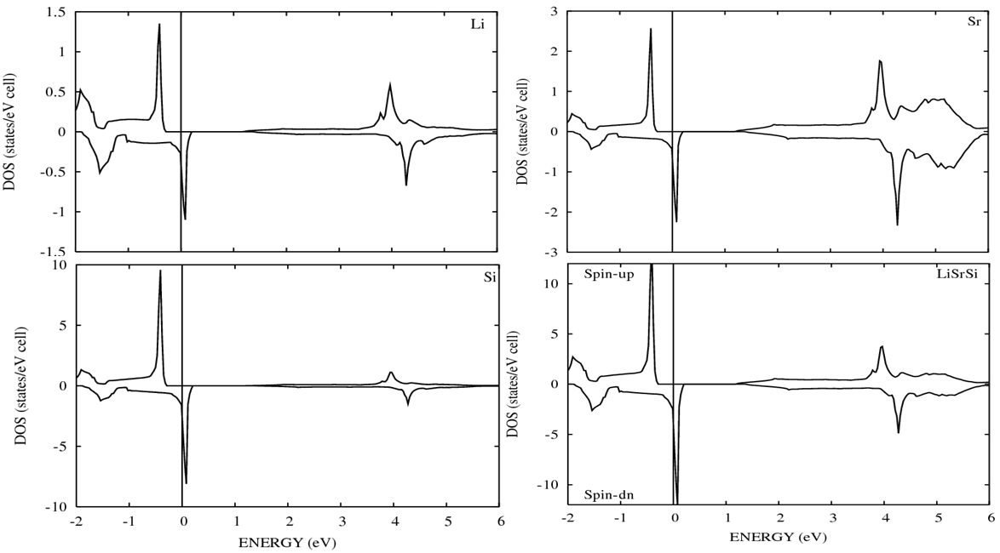 1.5
1
0.5
0
-0.5
-1
-1.5
DOS (states/eV cell)
Li
3
2
1
0
-1
-2
-3
DOS (states/eV cell)
Sr
10
5
0
-5
-10
DOS (states/eV cell)
Si
-2 -1 0 1 2 3 4 5 6
ENERGY (eV)
10
5
0
-5
-10
DOS (states/eV cell)
Spin-up
LiSrSi
Spin-dn
-2 -1 0 1 2 3 4 5 6
ENERGY (eV)